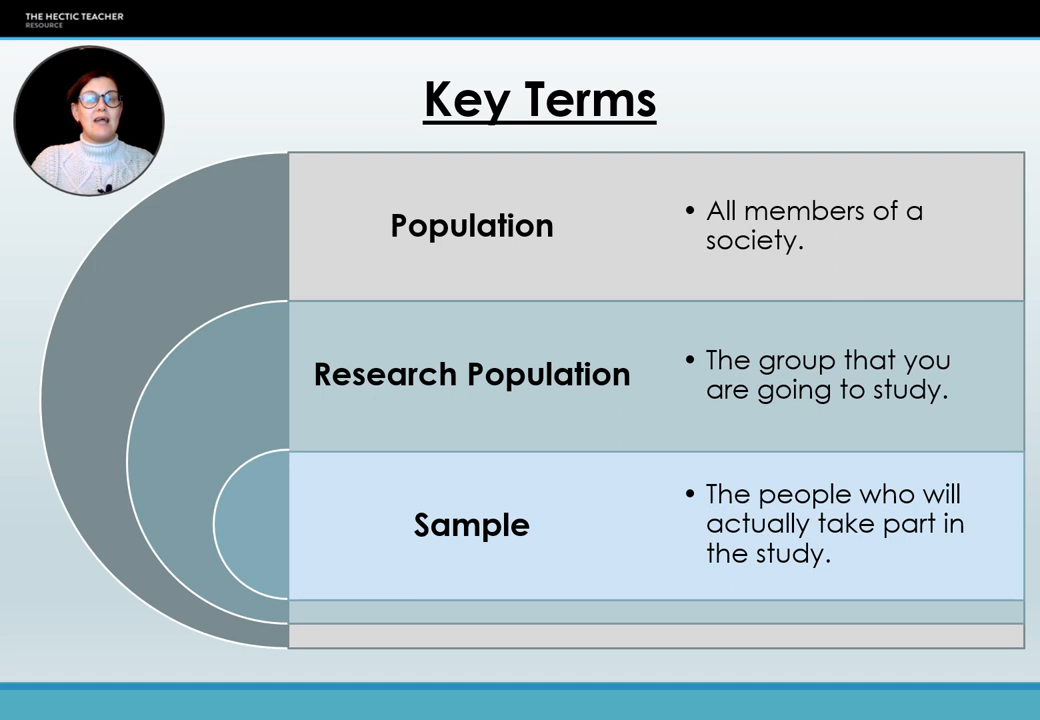 THE HECTIC TEACHER
RESOURCE
Key Terms
Population
• All members of a
society.
Research Population
• The group that you
are going to study.
Sample
• The people who will
actually take part in
the study.